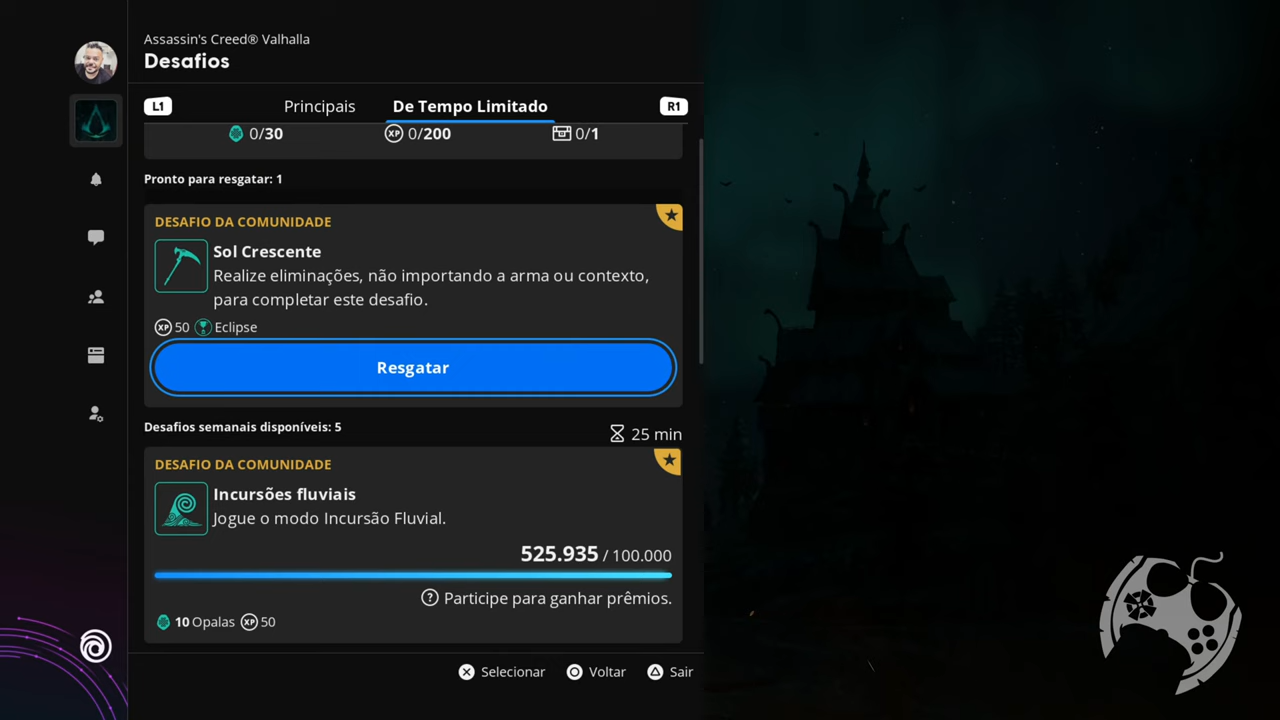 Assassin's Creed® Valhalla
Desafios
L1
Principais
De Tempo Limitado
R1
0/30
XP 0/200
0/1
Pronto para resgatar: 1
DESAFIO DA COMUNIDADE
Sol Crescente
Realize eliminações, não importando a arma ou contexto,
para completar este desafio.
XP 50 Eclipse
Resgatar
Desafios semanais disponíveis: 5
25 min
DESAFIO DA COMUNIDADE
Incursões fluviais
Jogue o modo Incursão Fluvial.
525.935 / 100.000
? Participe para ganhar prêmios.
10 Opalas XP 50
Selecionar
Voltar
Sair